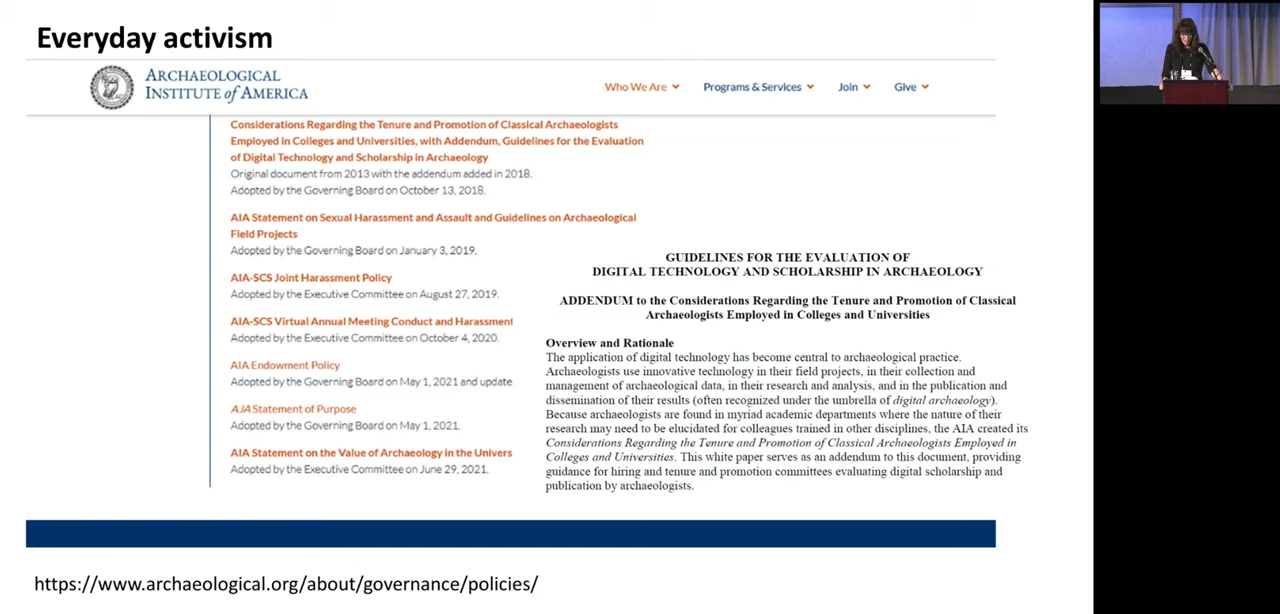 Everyday activism
ARCHAEOLOGICAL
INSTITUTE of AMERICA
Who We Are
Programs & Services
Join
Give
Considerations Regarding the Tenure and Promotion of Classical Archaeologists
Employed in Colleges and Universities, with Addendum, Guidelines for the Evaluation
of Digital Technology and Scholarship in Archaeology
Original document from 2013 with the addendum added in 2018.
Adopted by the Governing Board on October 13, 2018.
AIA Statement on Sexual Harassment and Assault and Guidelines on Archaeological
Field Projects
Adopted by the Governing Board on January 3, 2019.
AIA-SCS Joint Harassment Policy
Adopted by the Executive Committee on August 27, 2019.
AIA-SCS Virtual Annual Meeting Conduct and Harassment
Adopted by the Executive Committee on October 4, 2020.
AIA Endowment Policy
Adopted by the Governing Board on May 1, 2021 and update
AJA Statement of Purpose
Adopted by the Governing Board on May 1, 2021.
AIA Statement on the Value of Archaeology in the Univers
Adopted by the Executive Committee on June 29, 2021.
GUIDELINES FOR THE EVALUATION OF
DIGITAL TECHNOLOGY AND SCHOLARSHIP IN ARCHAEOLOGY
ADDENDUM to the Considerations Regarding the Tenure and Promotion of Classical
Archaeologists Employed in Colleges and Universities
Overview and Rationale
The application of digital technology has become central to archaeological practice.
Archaeologists use innovative technology in their field projects, in their collection and
management of archaeological data, in their research and analysis, and in the publication and
dissemination of their results (often recognized under the umbrella of digital archaeology).
Because archaeologists are found in myriad academic departments where the nature of their
research may need to be elucidated for colleagues trained in other disciplines, the AIA created its
Considerations Regarding the Tenure and Promotion of Classical Archaeologists Employed in
Colleges and Universities. This white paper serves as an addendum to this document, providing
guidance for hiring and tenure and promotion committees evaluating digital scholarship and
publication by archaeologists.
https://www.archaeological.org/about/governance/policies/